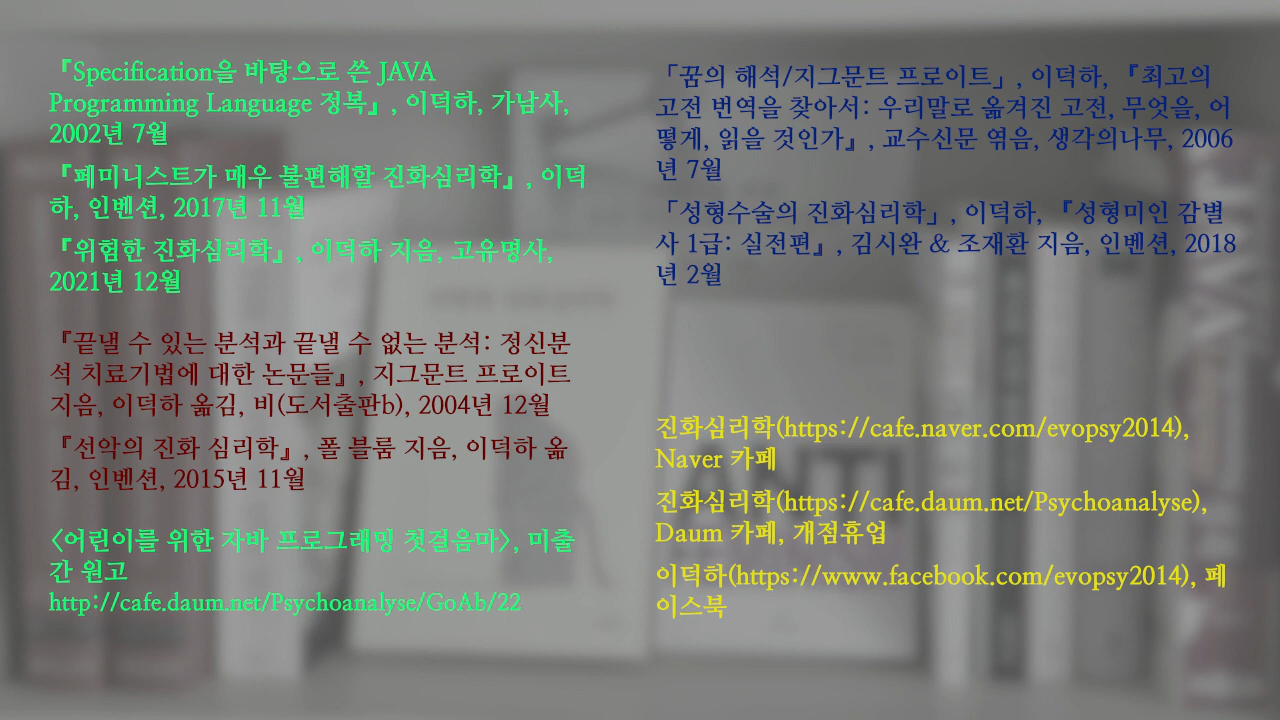 『Specification을 바탕으로 쓴 JAVA
Programming Language 정복』, 이덕하, 가남사,
2002년 7월
『페미니스트가 매우 불편해할 진화심리학』, 이덕
하, 인벤션, 2017년 11월
『위험한 진화심리학』, 이덕하 지음, 고유명사,
2021년 12월
『끝낼 수 있는 분석과 끝낼 수 없는 분석: 정신분
석 치료기법에 대한 논문들』, 지그문트 프로이트
지음, 이덕하 옮김, 비(도서출판b), 2004년 12월
『선악의 진화 심리학』, 폴 블룸 지음, 이덕하 옮
김, 인벤션, 2015년 11월
〈어린이를 위한 자바 프로그래밍 첫걸음마〉, 미출
간 원고
http://cafe.daum.net/Psychoanalyse/GoAb/22
「꿈의 해석/지그문트 프로이트」, 이덕하, 『최고의
고전 번역을 찾아서: 우리말로 옮겨진 고전, 무엇을, 어
떻게, 읽을 것인가』, 교수신문 엮음, 생각의나무, 2006
년 7월
「성형수술의 진화심리학」, 이덕하, 『성형미인 감별
사 1급: 실전편』, 김시완 & 조재환 지음, 인벤션, 2018
년 2월
진화심리학(https://cafe.naver.com/evopsy2014),
Naver 카페
진화심리학(https://cafe.daum.net/Psychoanalyse),
Daum 카페, 개점휴업
이덕하(https://www.facebook.com/evopsy2014), 페
이스북